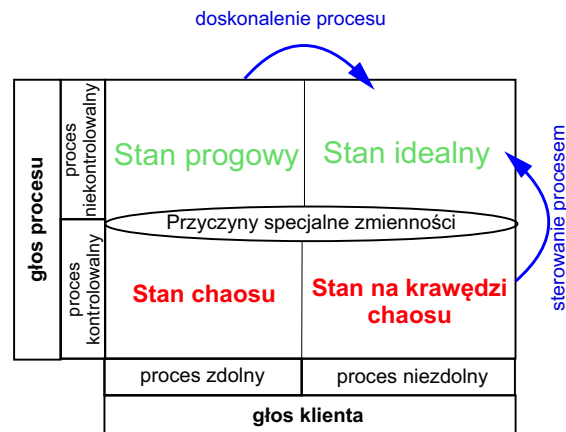 doskonalenie procesu
głos procesu
proces
niekontrolowalny
proces
kontrolowalny
Stan progowy
Stan idealny
Przyczyny specjalne zmienności
Stan chaosu
Stan na krawędzi
chaosu
sterowanie procesem
proces zdolny
proces niezdolny
głos klienta